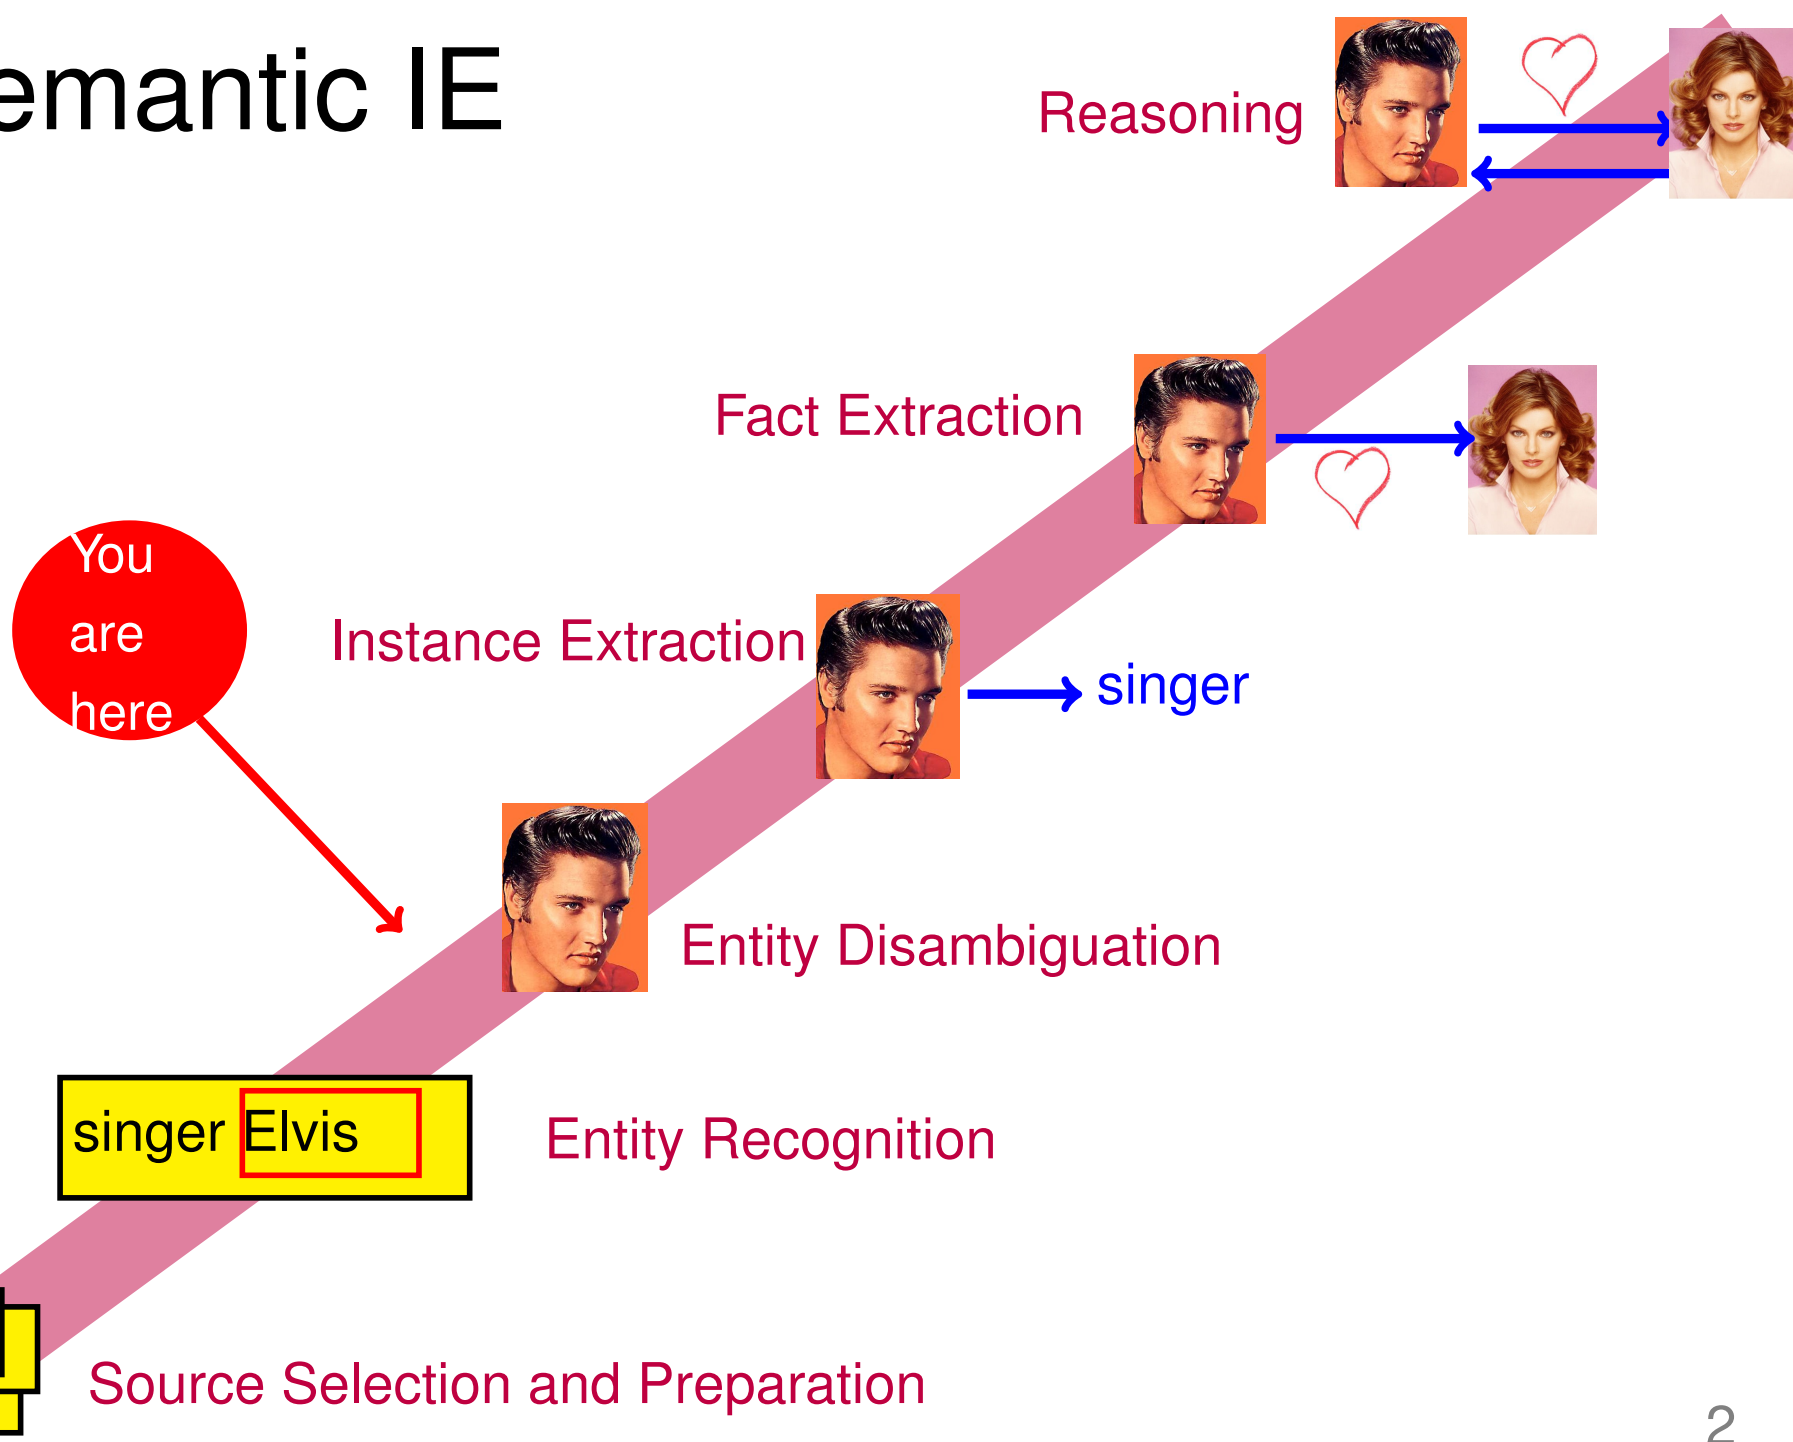 emantic IE
Reasoning
Fact Extraction
You
are
here
Instance Extraction
singer
Entity Disambiguation
singer Elvis
Entity Recognition
Source Selection and Preparation
2